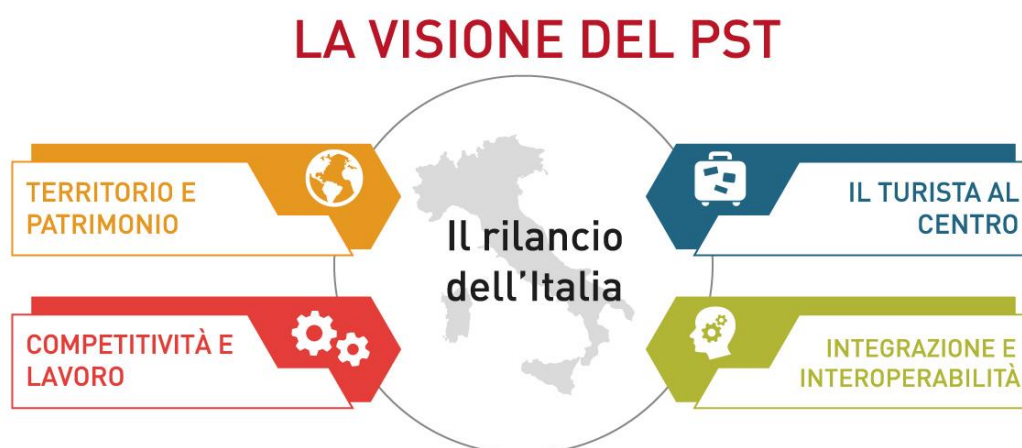 LA VISIONE DEL PST
TERRITORIO E
PATRIMONIO
IL TURISTA AL
CENTRO
Il rilancio
dell'Italia
COMPETITIVITÀ E
LAVORO
INTEGRAZIONE E
INTEROPERABILITÀ